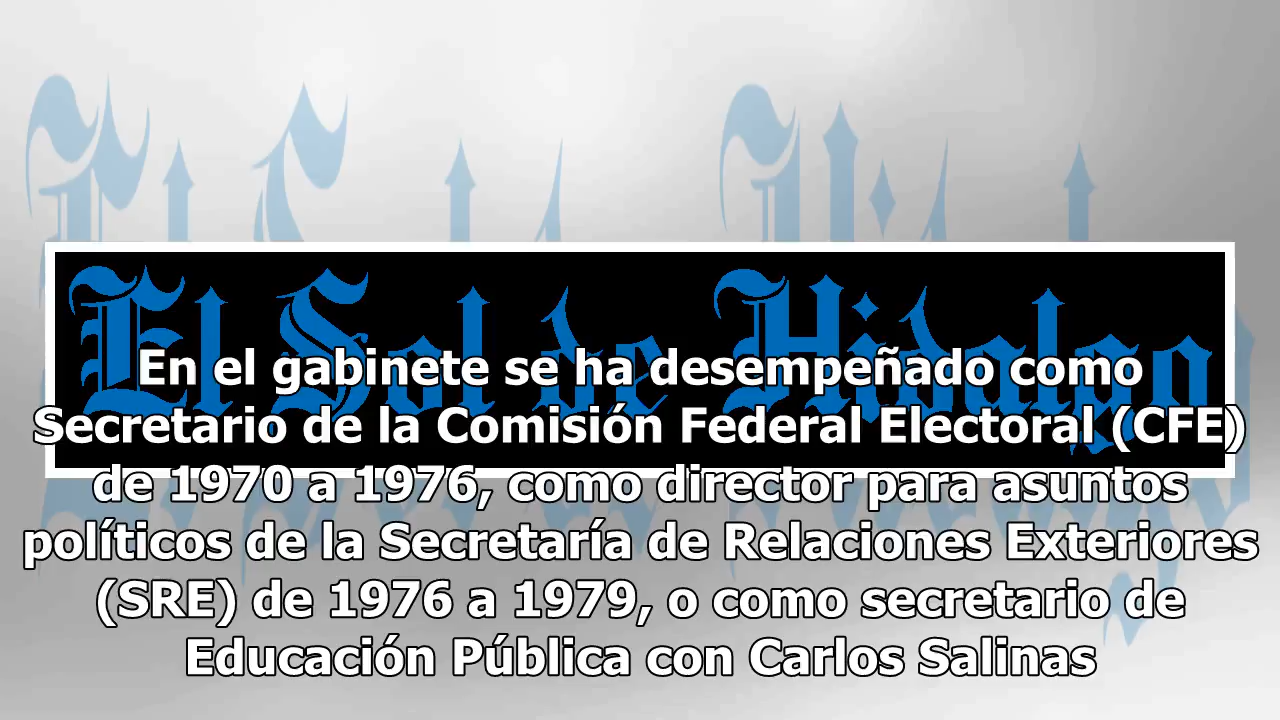 El Sol de Hidalgo
En el gabinete se ha desempeñado como
Secretario de la Comisión Federal Electoral (CFE)
de 1970 a 1976, como director para asuntos
políticos de la Secretaría de Relaciones Exteriores
(SRE) de 1976 a 1979, o como secretario de
Educación Pública con Carlos Salinas